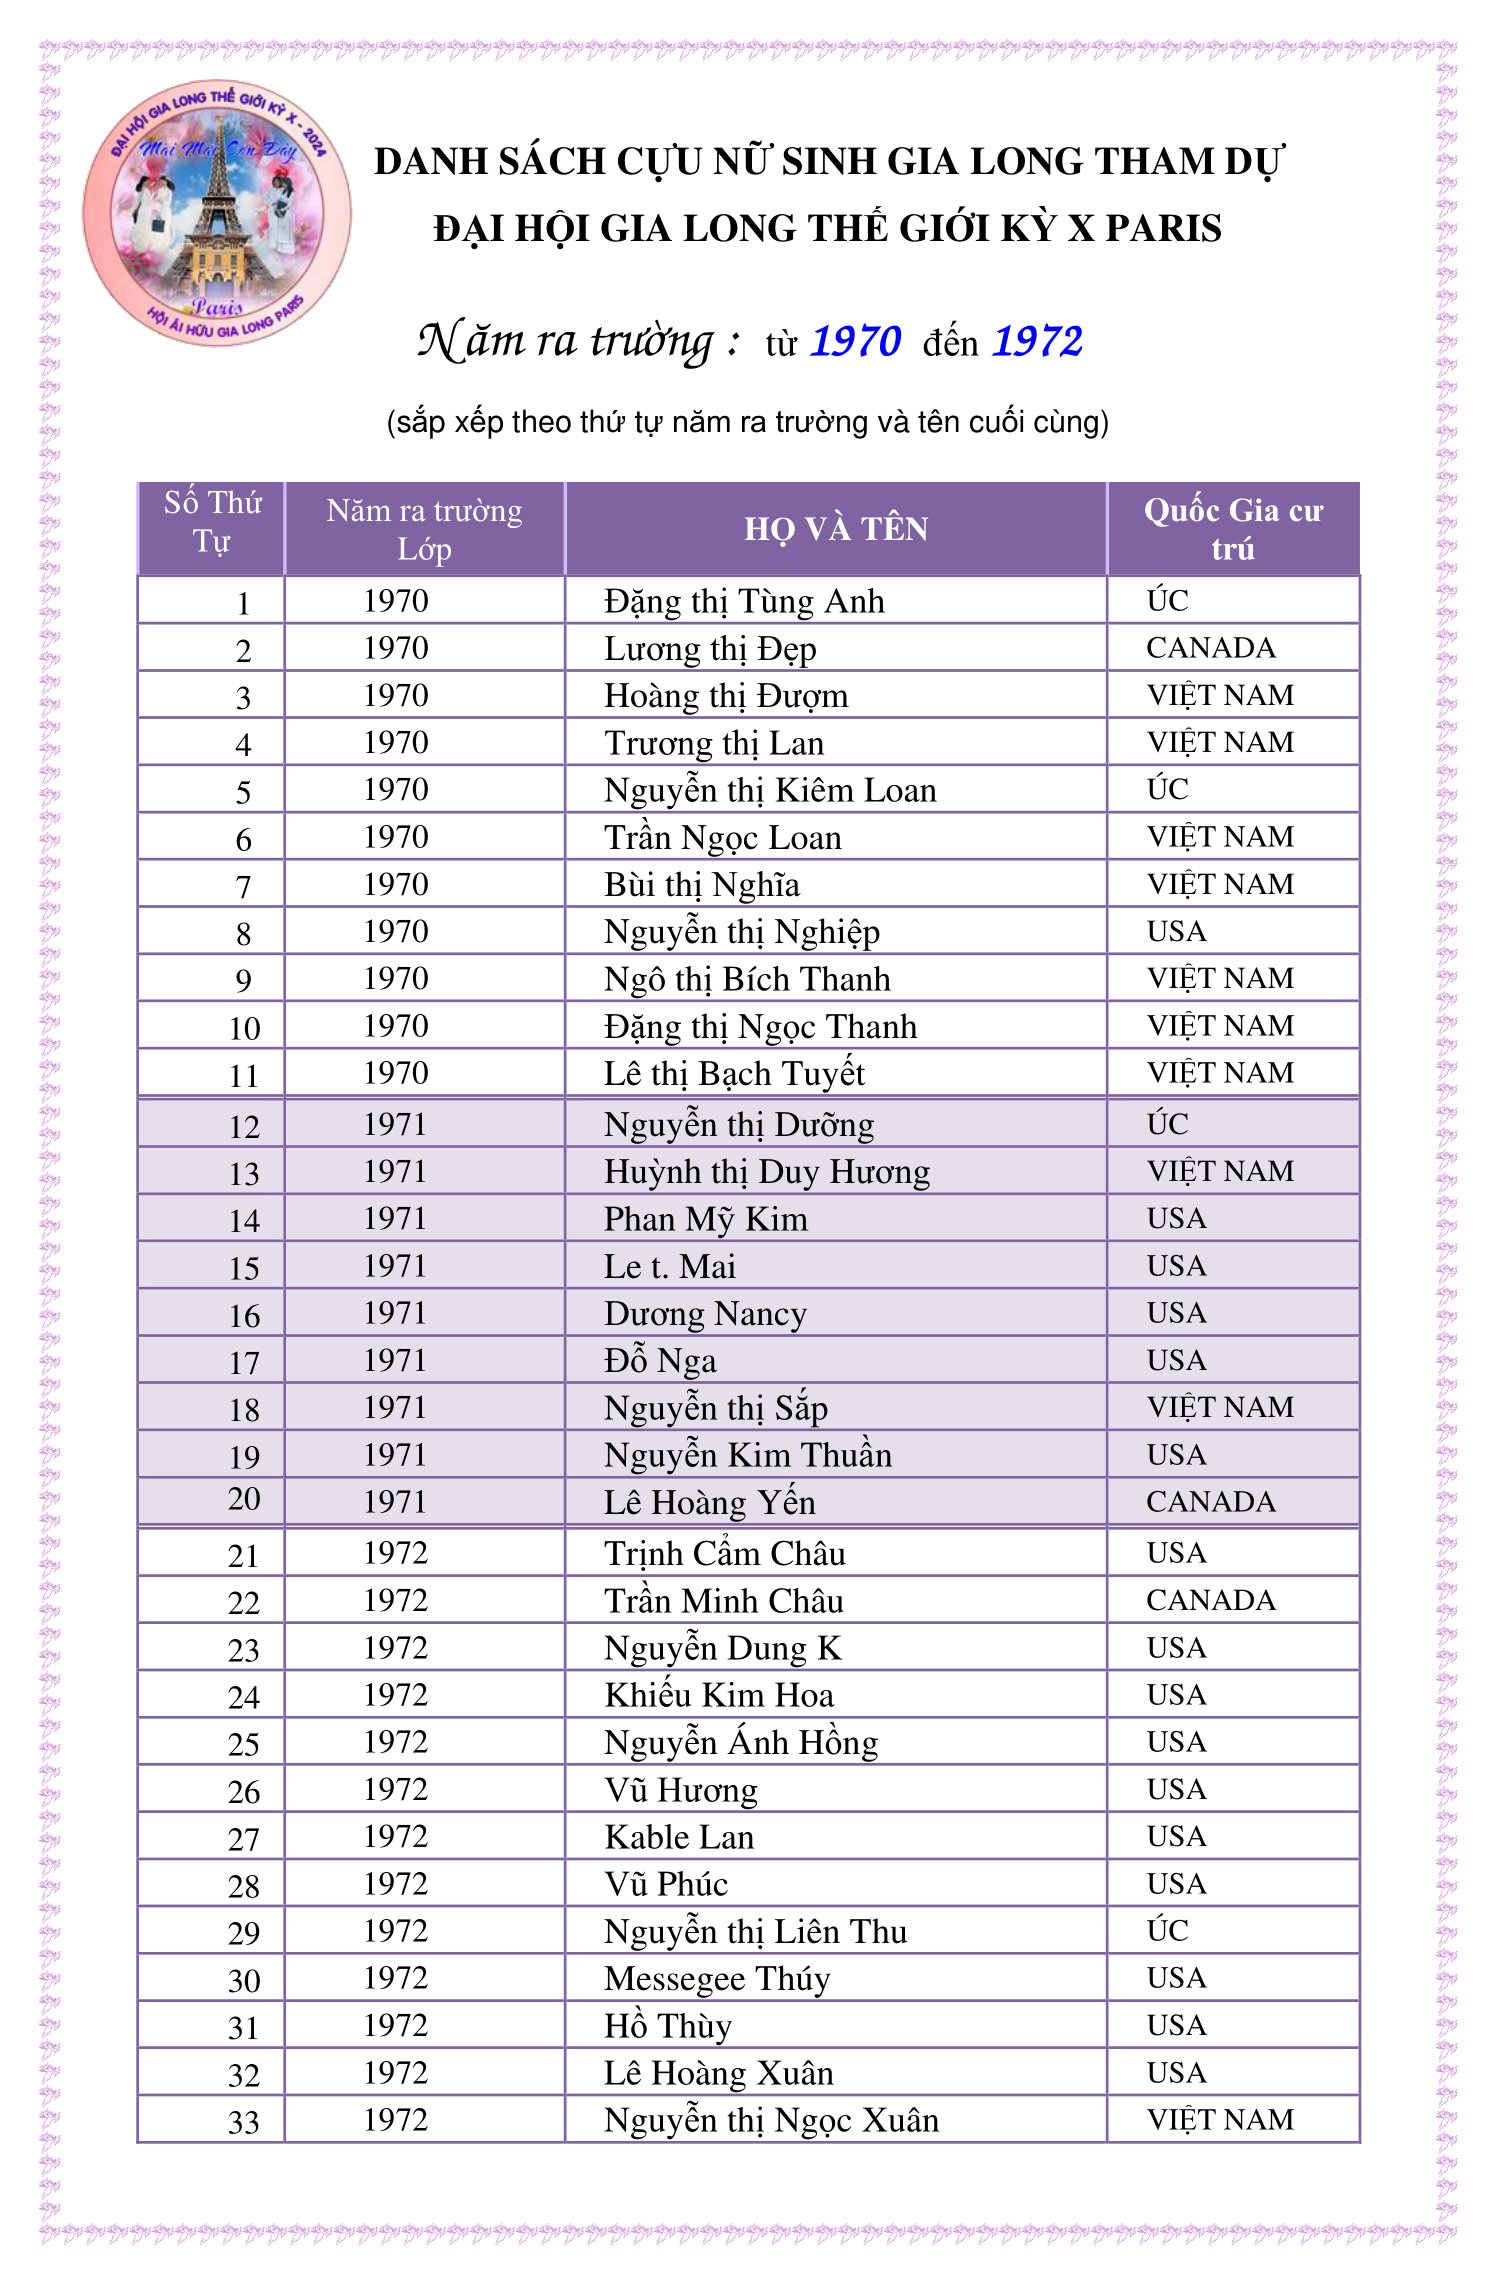 ĐẠI HỘI GIA LONG THẾ GIỚI KỲ X - 2024
Mãi Mãi Còn Đây
Paris
HỘI ÁI HỮU GIA LONG PARIS
DANH SÁCH CỰU NỮ SINH GIA LONG THAM DỰ
ĐẠI HỘI GIA LONG THẾ GIỚI KỲ X PARIS
Năm ra trường : từ 1970 đến 1972
(sắp xếp theo thứ tự năm ra trường và tên cuối cùng)
Số Thứ Tự Năm ra trường Lớp HỌ VÀ TÊN Quốc Gia cư trú
1 1970 Đặng thị Tùng Anh ÚC
2 1970 Lương thị Đẹp CANADA
3 1970 Hoàng thị Đượm VIỆT NAM
4 1970 Trương thị Lan VIỆT NAM
5 1970 Nguyễn thị Kiêm Loan ÚC
6 1970 Trần Ngọc Loan VIỆT NAM
7 1970 Bùi thị Nghĩa VIỆT NAM
8 1970 Nguyễn thị Nghiệp USA
9 1970 Ngô thị Bích Thanh VIỆT NAM
10 1970 Đặng thị Ngọc Thanh VIỆT NAM
11 1970 Lê thị Bạch Tuyết VIỆT NAM
12 1971 Nguyễn thị Dưỡng ÚC
13 1971 Huỳnh thị Duy Hương VIỆT NAM
14 1971 Phan Mỹ Kim USA
15 1971 Le t. Mai USA
16 1971 Dương Nancy USA
17 1971 Đỗ Nga USA
18 1971 Nguyễn thị Sắp VIỆT NAM
19 1971 Nguyễn Kim Thuần USA
20 1971 Lê Hoàng Yến CANADA
21 1972 Trịnh Cẩm Châu USA
22 1972 Trần Minh Châu CANADA
23 1972 Nguyễn Dung K USA
24 1972 Khiếu Kim Hoa USA
25 1972 Nguyễn Ánh Hồng USA
26 1972 Vũ Hương USA
27 1972 Kable Lan USA
28 1972 Vũ Phúc USA
29 1972 Nguyễn thị Liên Thu ÚC
30 1972 Messegee Thúy USA
31 1972 Hồ Thùy USA
32 1972 Lê Hoàng Xuân USA
33 1972 Nguyễn thị Ngọc Xuân VIỆT NAM